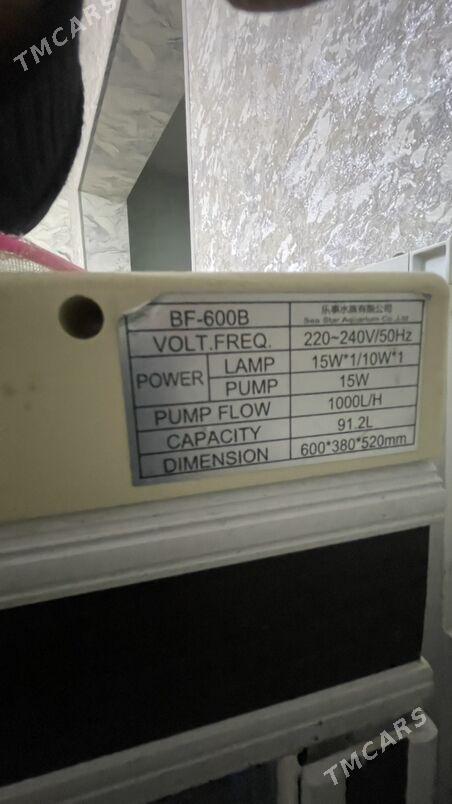 TMCARS
BF-600B 乐事水族有限公司
Sea Star Aquarium Co.,Ltd
VOLT.FREQ. 220~240V/50Hz
POWER LAMP 15W*1/10W*1
PUMP 15W
PUMP FLOW 1000L/H
CAPACITY 91.2L
DIMENSION 600*380*520mm
TMCARS